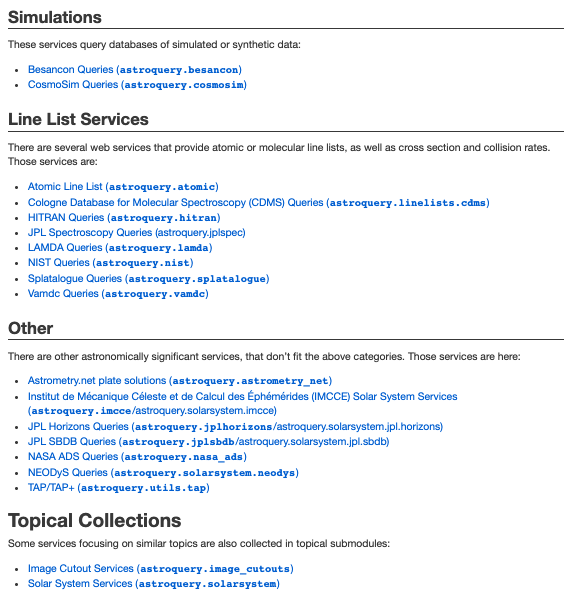 Simulations
These services query databases of simulated or synthetic data:
• Besancon Queries (astroquery.besancon)
• CosmoSim Queries (astroquery.cosmosim)
Line List Services
There are several web services that provide atomic or molecular line lists, as well as cross section and collision rates.
Those services are:
• Atomic Line List (astroquery.atomic)
• Cologne Database for Molecular Spectroscopy (CDMS) Queries (astroquery.linelists.cdms)
• HITRAN Queries (astroquery.hitran)
• JPL Spectroscopy Queries (astroquery.jplspec)
• LAMDA Queries (astroquery.lamda)
• NIST Queries (astroquery.nist)
• Splatalogue Queries (astroquery.splatalogue)
• Vamdc Queries (astroquery.vamdc)
Other
There are other astronomically significant services, that don’t fit the above categories. Those services are here:
• Astrometry.net plate solutions (astroquery.astrometry_net)
• Institut de Mécanique Céleste et de Calcul des Éphémérides (IMCCE) Solar System Services
(astroquery.imcce/astroquery.solarsystem.imcce)
• JPL Horizons Queries (astroquery.jplhorizons/astroquery.solarsystem.jpl.horizons)
• JPL SBDB Queries (astroquery.jplsbdb/astroquery.solarsystem.jpl.sbdb)
• NASA ADS Queries (astroquery.nasa_ads)
• NEODyS Queries (astroquery.solarsystem.neodys)
• TAP/TAP+ (astroquery.utils.tap)
Topical Collections
Some services focusing on similar topics are also collected in topical submodules:
• Image Cutout Services (astroquery.image_cutouts)
• Solar System Services (astroquery.solarsystem)